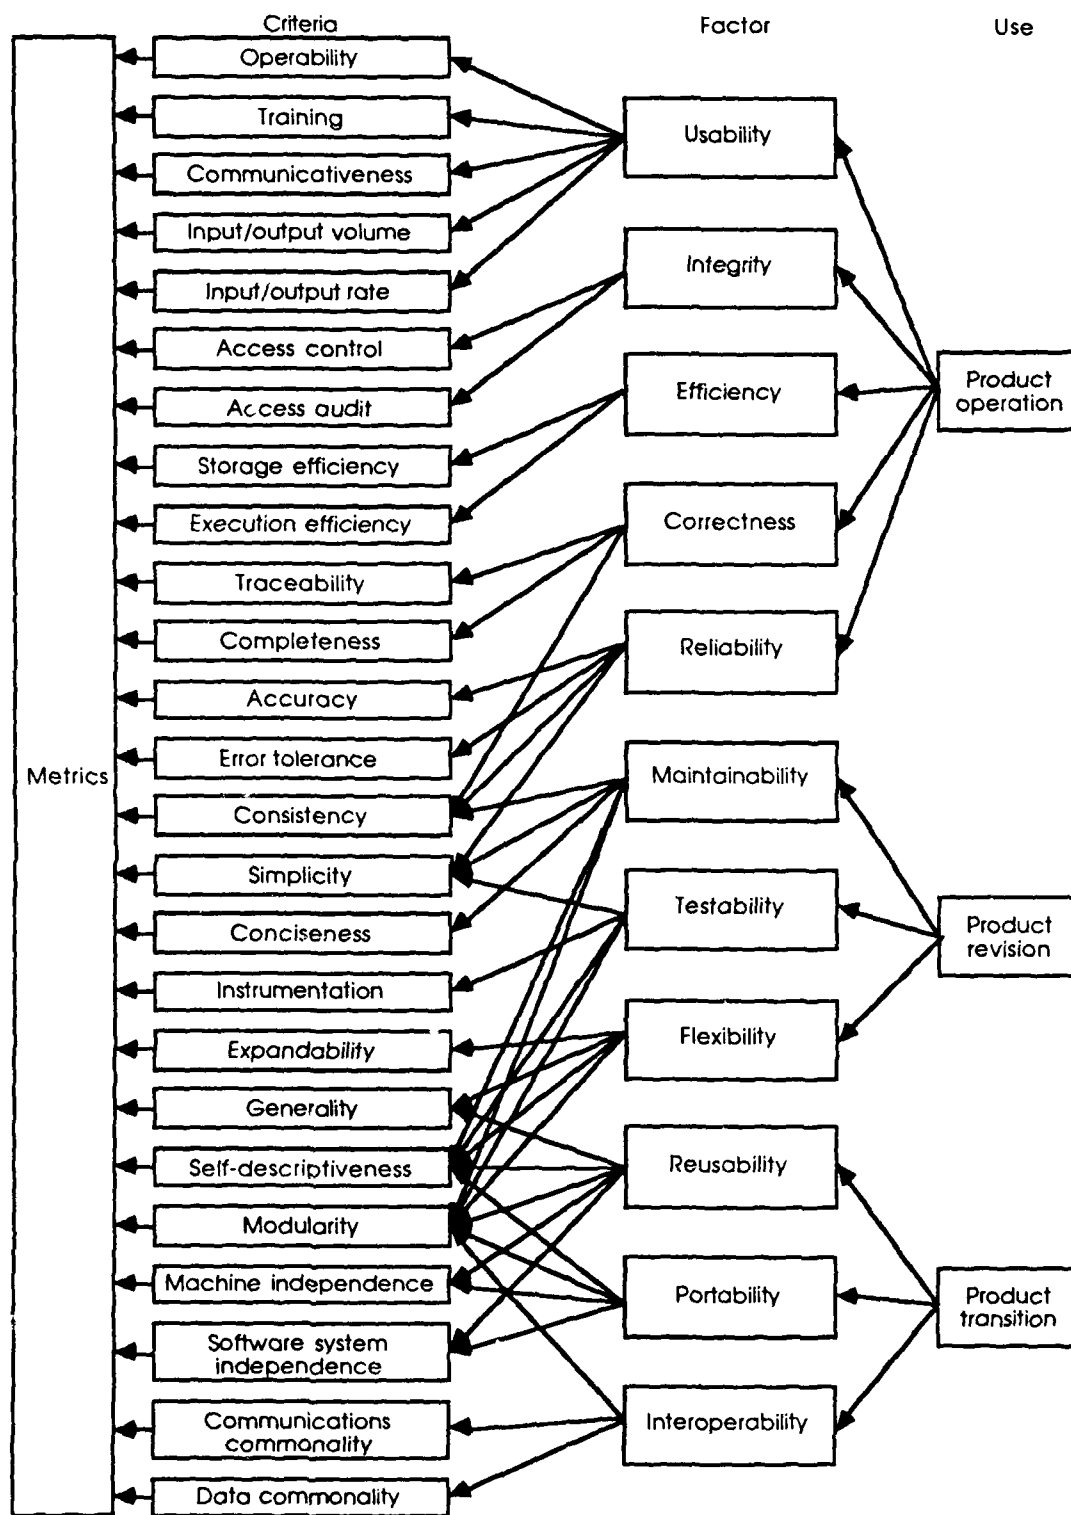 Criteria
Factor
Use
Operability
Training
Communicativeness
Input/output volume
Input/output rate
Access control
Access audit
Storage efficiency
Execution efficiency
Traceability
Completeness
Accuracy
Error tolerance
Consistency
Simplicity
Conciseness
Instrumentation
Expandability
Generality
Self-descriptiveness
Modularity
Machine independence
Software system
independence
Communications
commonality
Data commonality
Metrics
Usability
Integrity
Efficiency
Correctness
Reliability
Maintainability
Testability
Flexibility
Reusability
Portability
Interoperability
Product
operation
Product
revision
Product
transition